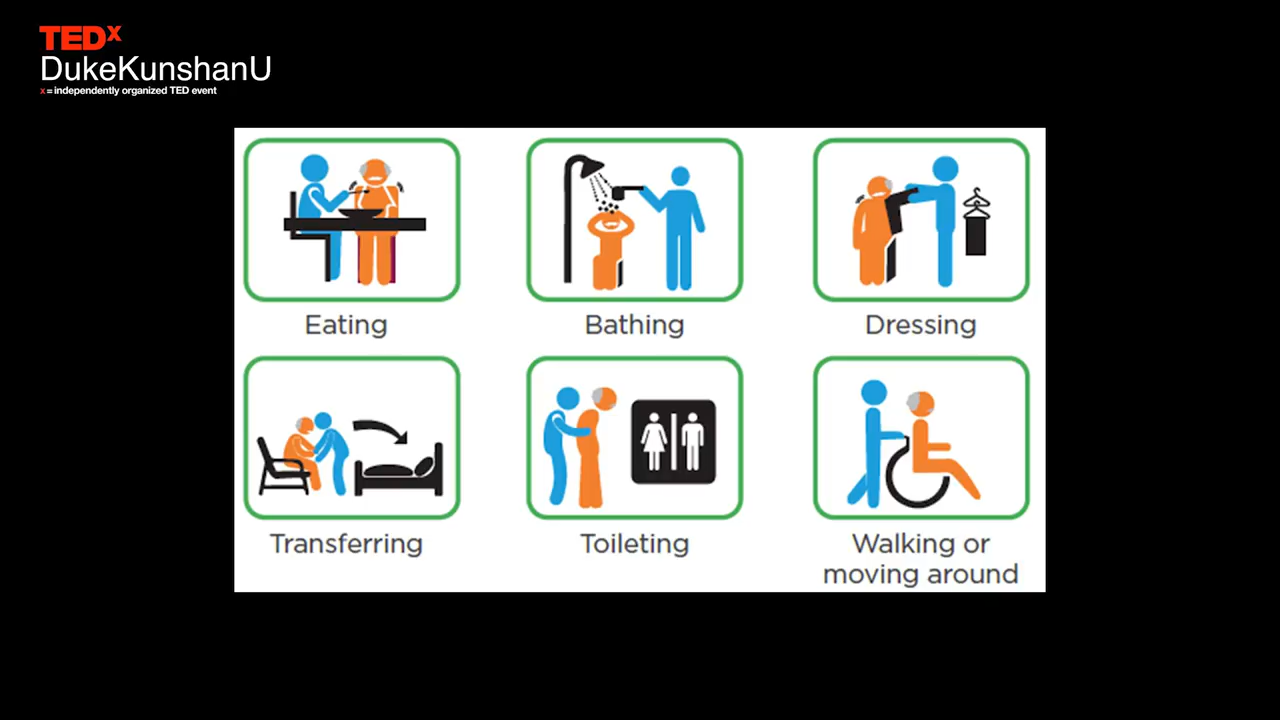 TEDx
DukeKunshanU
x = independently organized TED event
Eating
Bathing
Dressing
Transferring
Toileting
Walking or
moving around